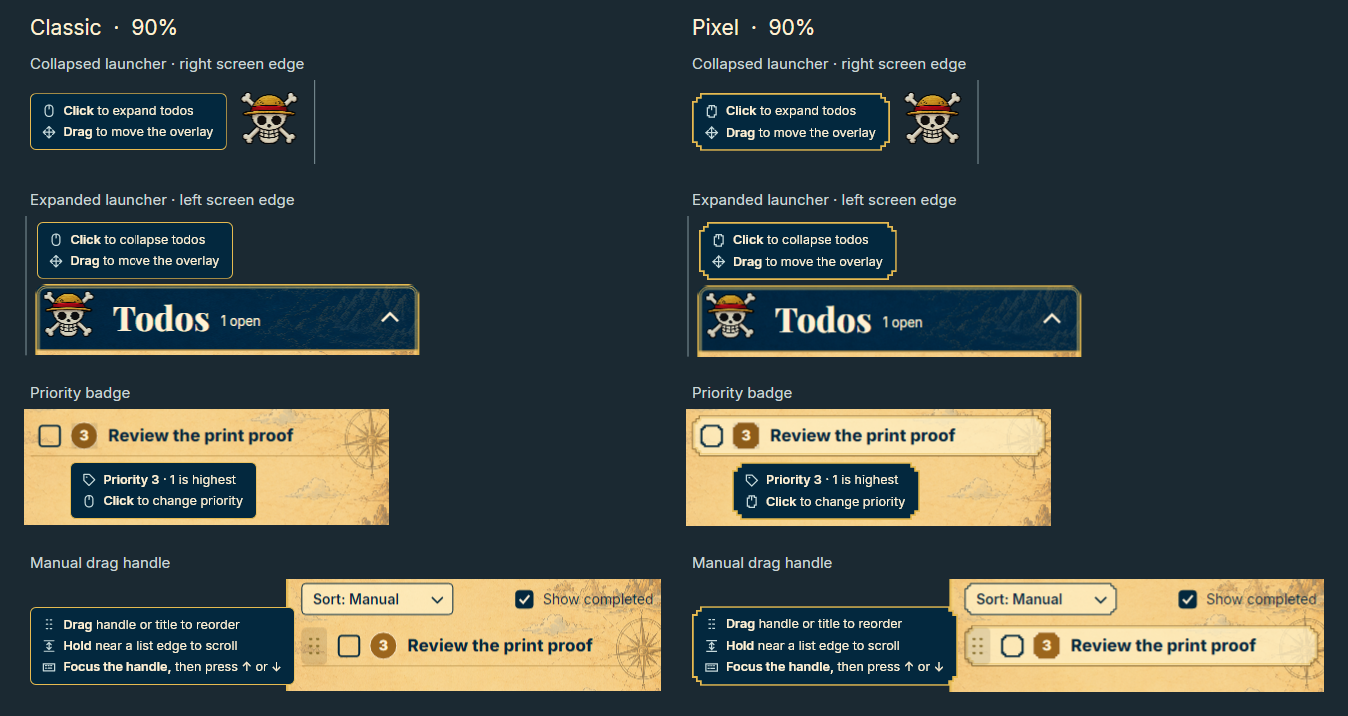 Classic · 90%
Collapsed launcher · right screen edge
Click to expand todos
Drag to move the overlay
Expanded launcher · left screen edge
Click to collapse todos
Drag to move the overlay
Todos 1 open
Priority badge
3 Review the print proof
Priority 3 · 1 is highest
Click to change priority
Manual drag handle
Sort: Manual
Show completed
Drag handle or title to reorder
Hold near a list edge to scroll
Focus the handle, then press ↑ or ↓
3 Review the print proof
Pixel · 90%
Collapsed launcher · right screen edge
Click to expand todos
Drag to move the overlay
Expanded launcher · left screen edge
Click to collapse todos
Drag to move the overlay
Todos 1 open
Priority badge
3 Review the print proof
Priority 3 · 1 is highest
Click to change priority
Manual drag handle
Sort: Manual
Show completed
Drag handle or title to reorder
Hold near a list edge to scroll
Focus the handle, then press ↑ or ↓
3 Review the print proof